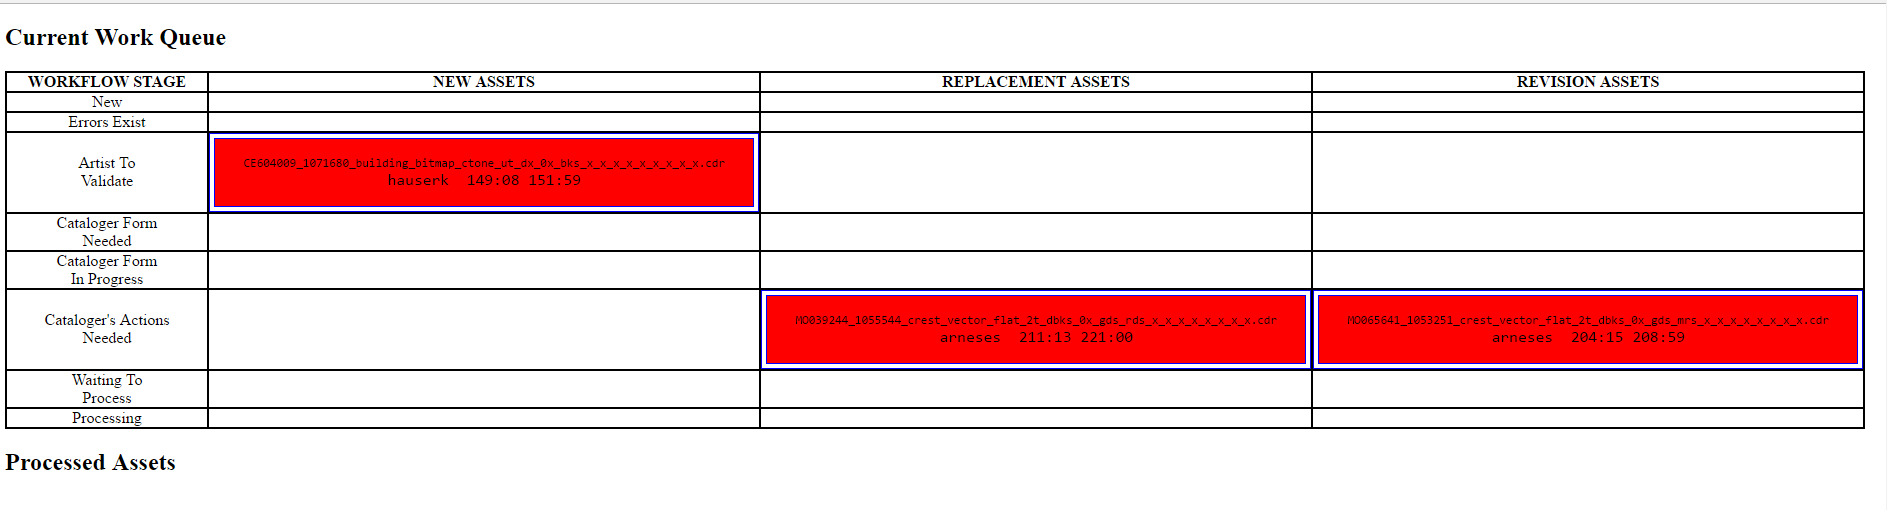 Current Work Queue
WORKFLOW STAGE NEW ASSETS REPLACEMENT ASSETS REVISION ASSETS
New
Errors Exist
Artist To
Validate
CE604009_1071680_building_bitmap_ctone_ut_dx_0x_bks_x_x_x_x_x_x_x_x_x.cdr
hauserk 149:08 151:59
Cataloger Form
Needed
Cataloger Form
In Progress
Cataloger's Actions
Needed
MO039244_1055544_crest_vector_flat_2t_dbks_0x_gds_rds_x_x_x_x_x_x_x_x.cdr
arneses 211:13 221:00
MO065641_1053251_crest_vector_flat_2t_dbks_0x_gds_mrs_x_x_x_x_x_x_x_x.cdr
arneses 204:15 208:59
Waiting To
Process
Processing
Processed Assets